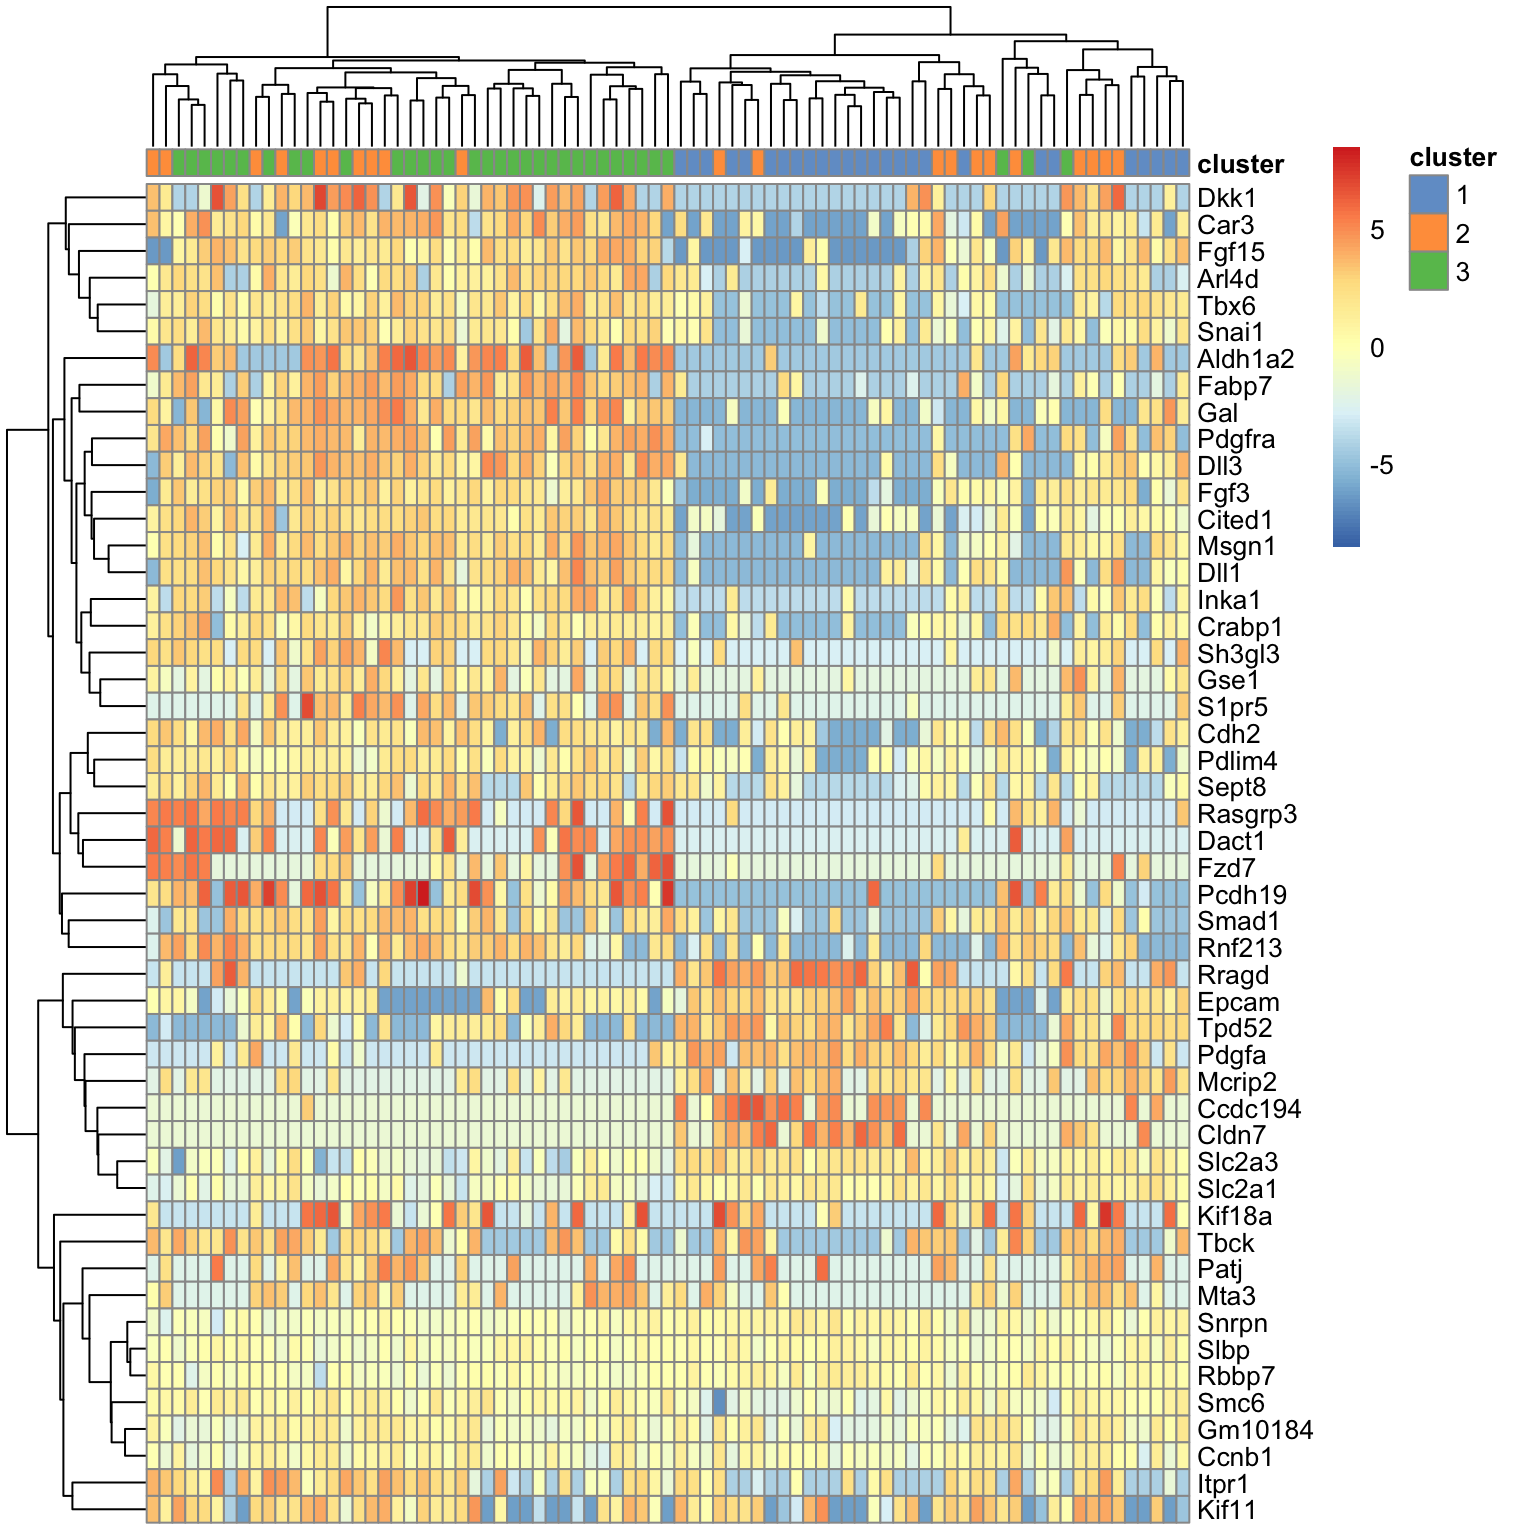 cluster
cluster
1
2
3
5
0
-5
Dkk1
Car3
Fgf15
Arl4d
Tbx6
Snai1
Aldh1a2
Fabp7
Gal
Pdgfra
Dll3
Fgf3
Cited1
Msgn1
Dll1
Inka1
Crabp1
Sh3gl3
Gse1
S1pr5
Cdh2
Pdlim4
Sept8
Rasgrp3
Dact1
Fzd7
Pcdh19
Smad1
Rnf213
Rragd
Epcam
Tpd52
Pdgfa
Mcrip2
Ccdc194
Cldn7
Slc2a3
Slc2a1
Kif18a
Tbck
Patj
Mta3
Snrpn
Slbp
Rbbp7
Smc6
Gm10184
Ccnb1
Itpr1
Kif11